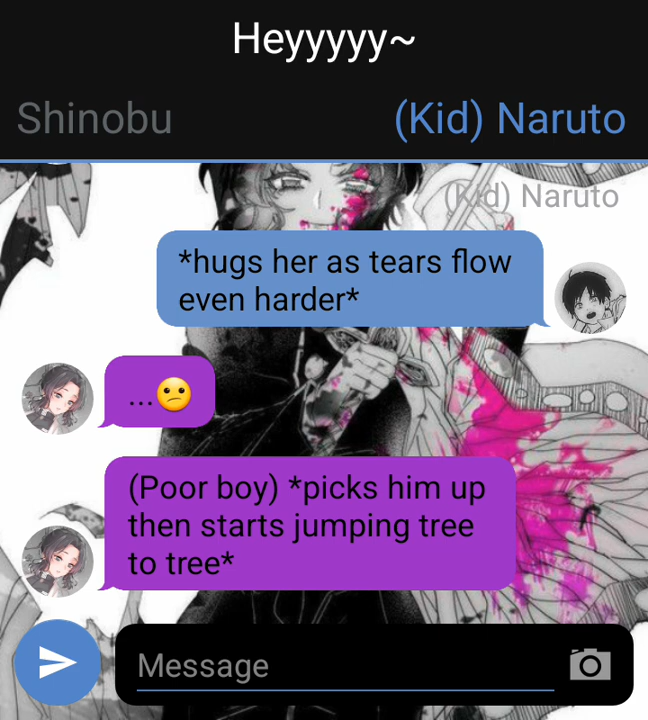 Heyyyyy~
Shinobu
(Kid) Naruto
(Kid) Naruto
*hugs her as tears flow
even harder*
...😕
(Poor boy) *picks him up
then starts jumping tree
to tree*
Message